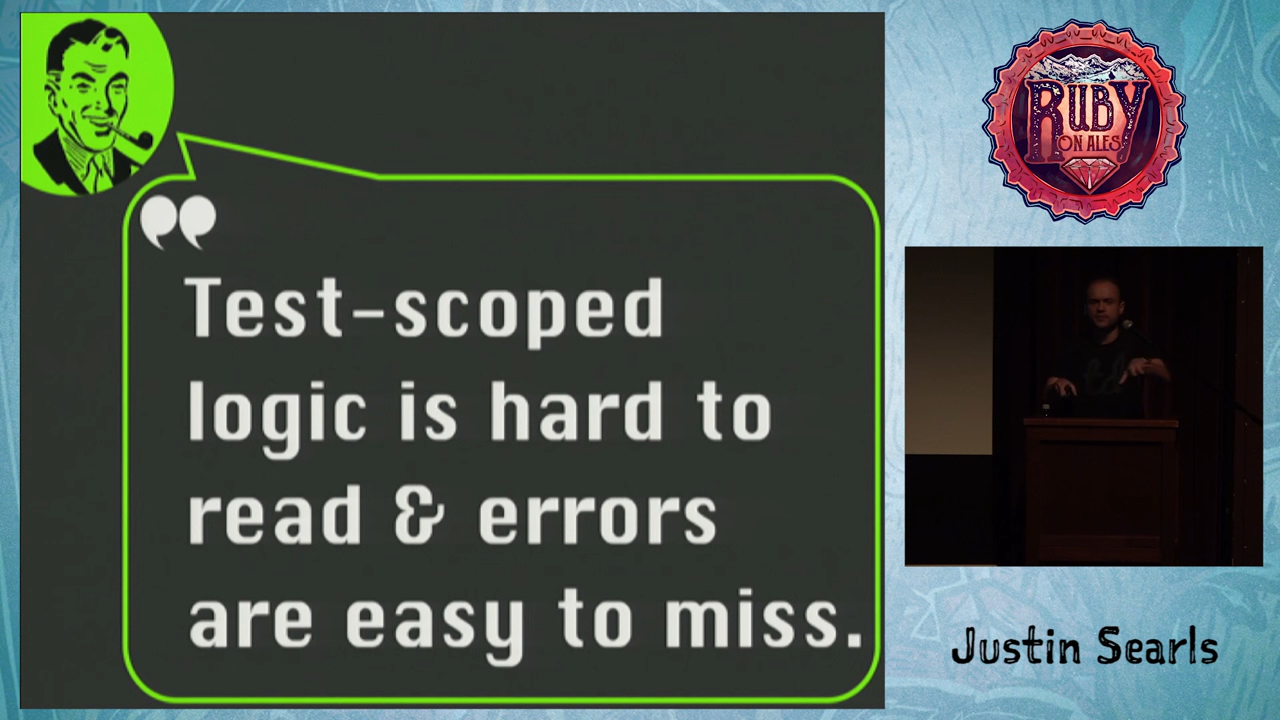 Test-scoped
logic is hard to
read & errors
are easy to miss.
RUBY
ON ALES
Justin Searls